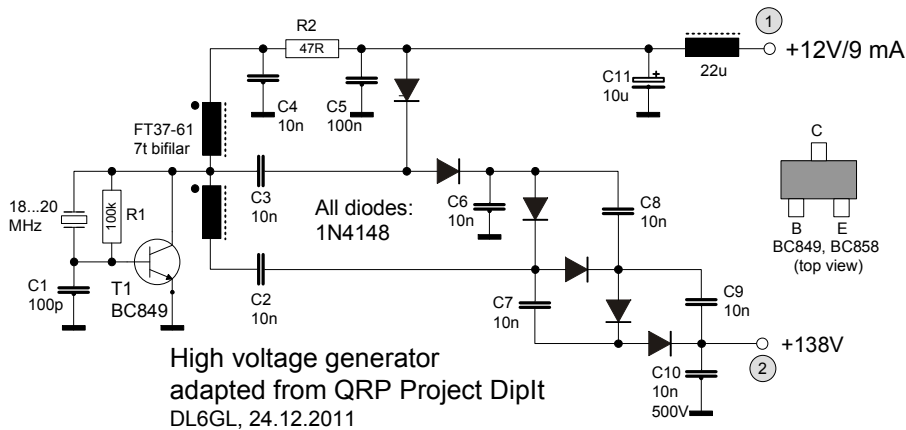 R2
47R
1
+12V/9 mA
22u
C4
10n
C5
100n
C11
+
10u
FT37-61
7t bifilar
C
18...20
MHz
100k
R1
C3
10n
All diodes:
1N4148
C6
10n
C8
10n
B
E
BC849, BC858
(top view)
C1
100p
T1
BC849
C2
10n
C7
10n
C9
10n
+138V
2
C10
10n
500V
High voltage generator
adapted from QRP Project DipIt
DL6GL, 24.12.2011